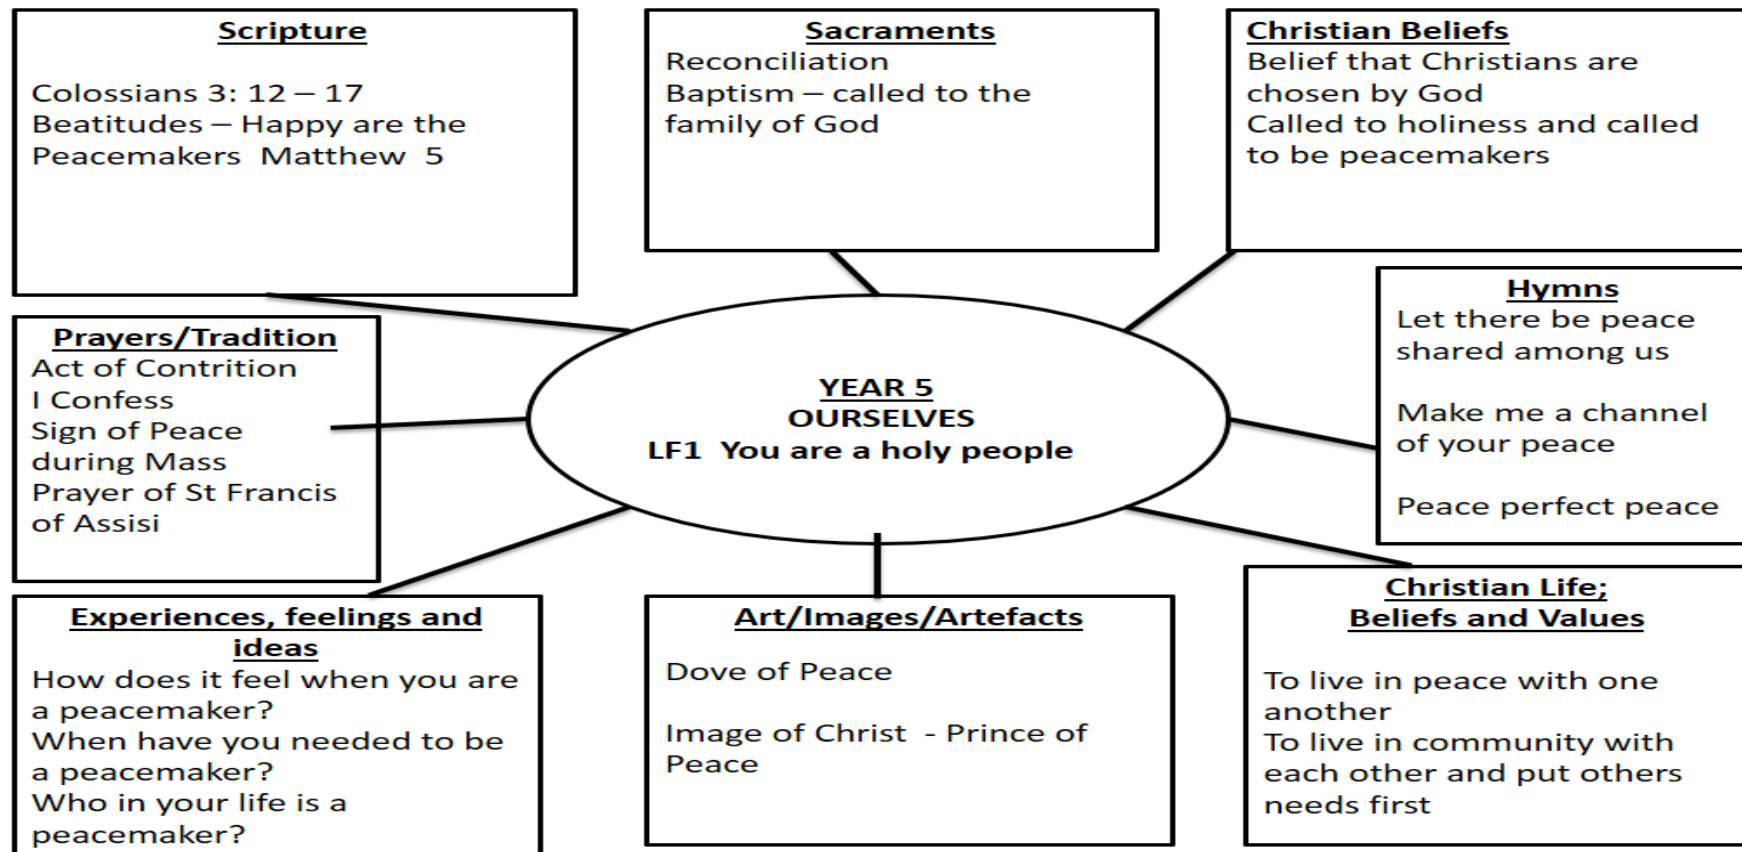 Scripture
Colossians 3: 12 – 17
Beatitudes – Happy are the
Peacemakers  Matthew  5
Sacraments
Reconciliation
Baptism – called to the
family of God
Christian Beliefs
Belief that Christians are
chosen by God
Called to holiness and called
to be peacemakers
Prayers/Tradition
Act of Contrition
I Confess
Sign of Peace
during Mass
Prayer of St Francis
of Assisi
YEAR 5
OURSELVES
LF1  You are a holy people
Hymns
Let there be peace
shared among us
Make me a channel
of your peace
Peace perfect peace
Experiences, feelings and
ideas
How does it feel when you are
a peacemaker?
When have you needed to be
a peacemaker?
Who in your life is a
peacemaker?
Art/Images/Artefacts
Dove of Peace
Image of Christ  - Prince of
Peace
Christian Life;
Beliefs and Values
To live in peace with one
another
To live in community with
each other and put others
needs first